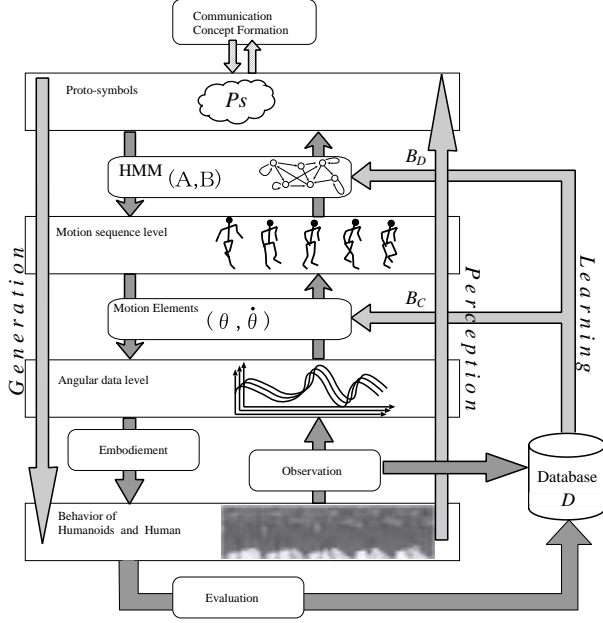 Communication
Concept Formation
Proto-symbols
Ps
HMM (A,B)
B_D
Motion sequence level
Motion Elements
(θ, θ̇)
B_C
Angular data level
Embodiement
Observation
Database
D
Behavior of
Humanoids and Human
Evaluation
Generation
Perception
Learning